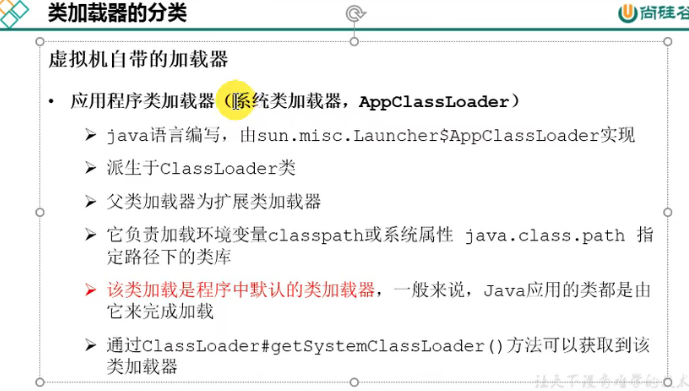 类加载器的分类
尚硅谷
虚拟机自带的加载器
• 应用程序类加载器（系统类加载器，AppClassLoader）
➢ java语言编写，由sun.misc.Launcher$AppClassLoader实现
➢ 派生于ClassLoader类
➢ 父类加载器为扩展类加载器
➢ 它负责加载环境变量classpath或系统属性 java.class.path 指
定路径下的类库
➢ 该类加载是程序中默认的类加载器，一般来说，Java应用的类都是由
它来完成加载
➢ 通过ClassLoader#getSystemClassLoader()方法可以获取到该
类加载器